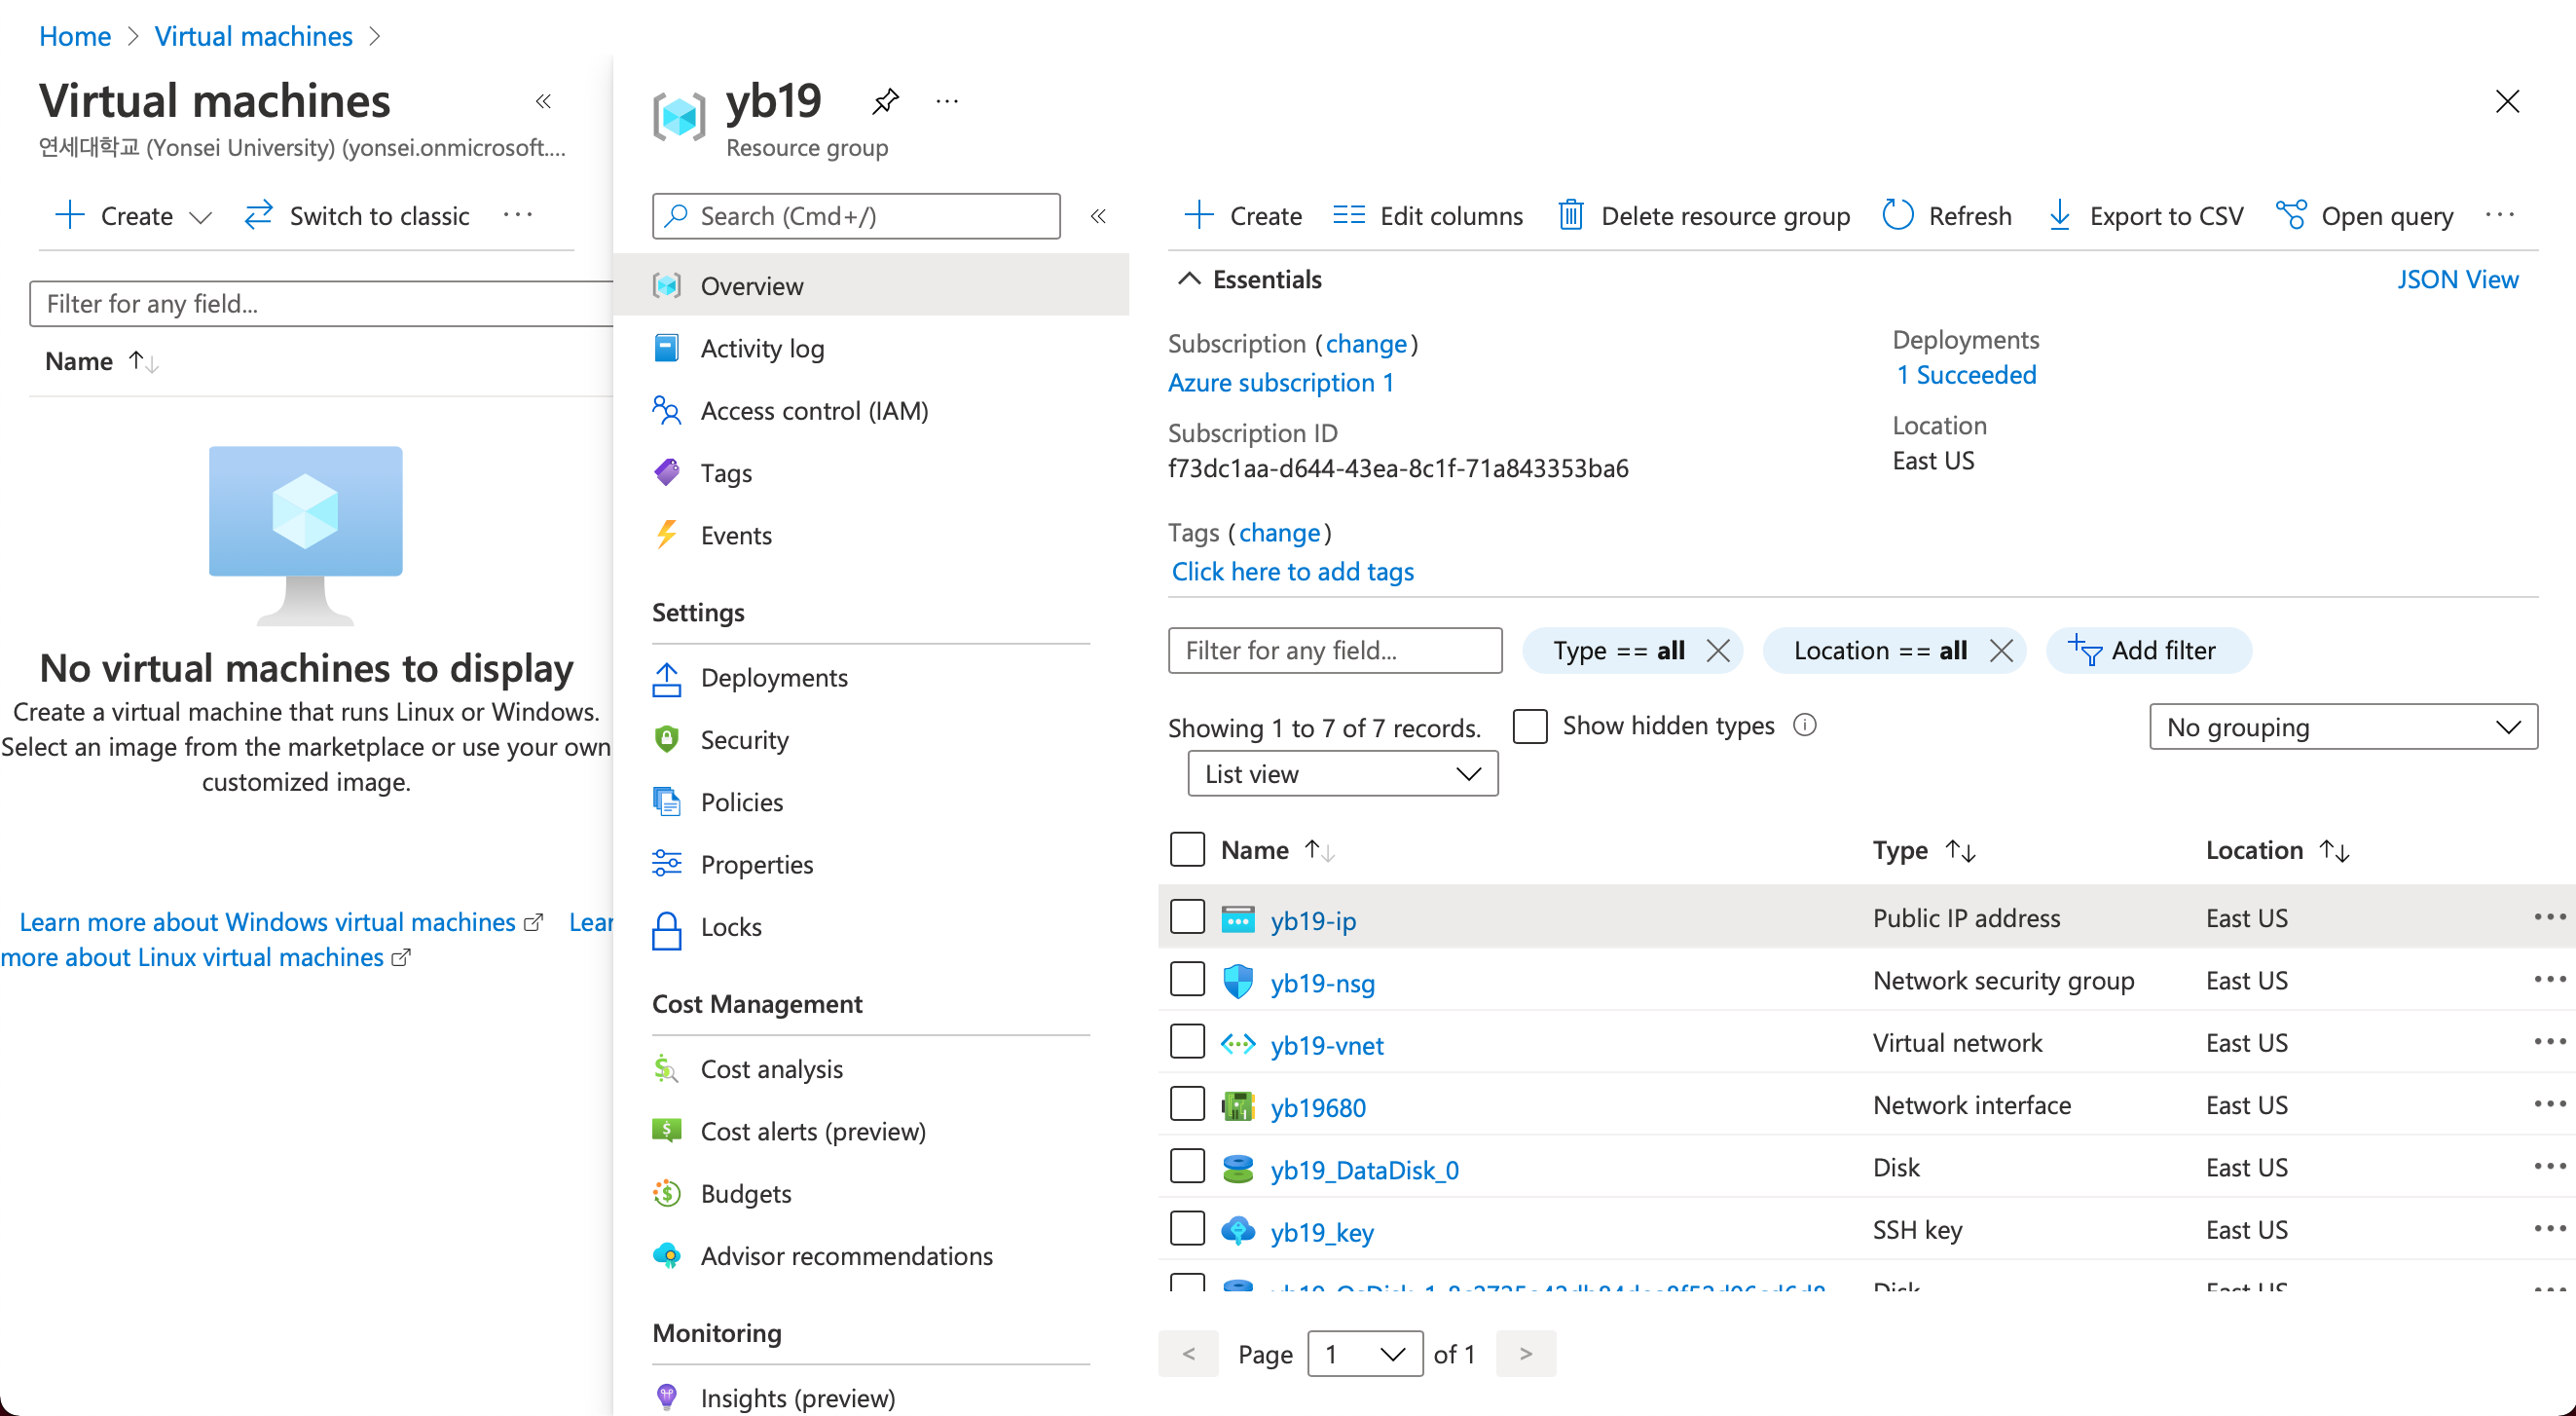 Home > Virtual machines >
Virtual machines
연세대학교 (Yonsei University) (yonsei.onmicrosoft....
Create
Switch to classic
Filter for any field...
Name
No virtual machines to display
Create a virtual machine that runs Linux or Windows.
Select an image from the marketplace or use your own
customized image.
Learn more about Windows virtual machines
Lear
more about Linux virtual machines
yb19
Resource group
Search (Cmd+/)
Overview
Activity log
Access control (IAM)
Tags
Events
Settings
Deployments
Security
Policies
Properties
Locks
Cost Management
Cost analysis
Cost alerts (preview)
Budgets
Advisor recommendations
Monitoring
Insights (preview)
Create
Edit columns
Delete resource group
Refresh
Export to CSV
Open query
Essentials
JSON View
Subscription (change)
Azure subscription 1
Subscription ID
f73dc1aa-d644-43ea-8c1f-71a843353ba6
Deployments
1 Succeeded
Location
East US
Tags (change)
Click here to add tags
Filter for any field...
Type == all
Location == all
Add filter
Showing 1 to 7 of 7 records.
Show hidden types
No grouping
List view
Name Type Location
yb19-ip Public IP address East US
yb19-nsg Network security group East US
yb19-vnet Virtual network East US
yb19680 Network interface East US
yb19_DataDisk_0 Disk East US
yb19_key SSH key East US
Disk East US
< Page 1 of 1 >